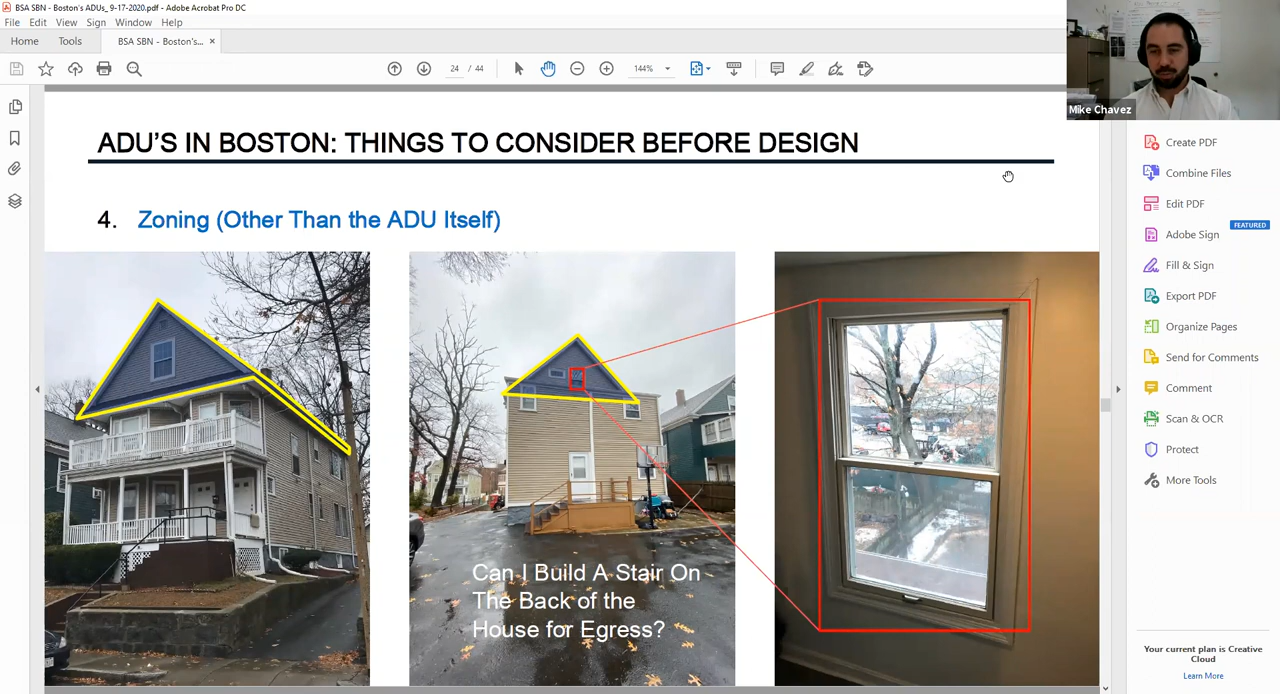 BSA SBN - Boston's ADUs_ 9-17-2020.pdf - Adobe Acrobat Pro DC
File Edit View Sign Window Help
Home Tools BSA SBN - Boston's... ×
24 / 44 144%
Mike Chavez
ADU'S IN BOSTON: THINGS TO CONSIDER BEFORE DESIGN
4. Zoning (Other Than the ADU Itself)
Can I Build A Stair On
The Back of the
House for Egress?
Create PDF
Combine Files
Edit PDF
FEATURED
Adobe Sign
Fill & Sign
Export PDF
Organize Pages
Send for Comments
Comment
Scan & OCR
Protect
More Tools
Your current plan is Creative
Cloud
Learn More